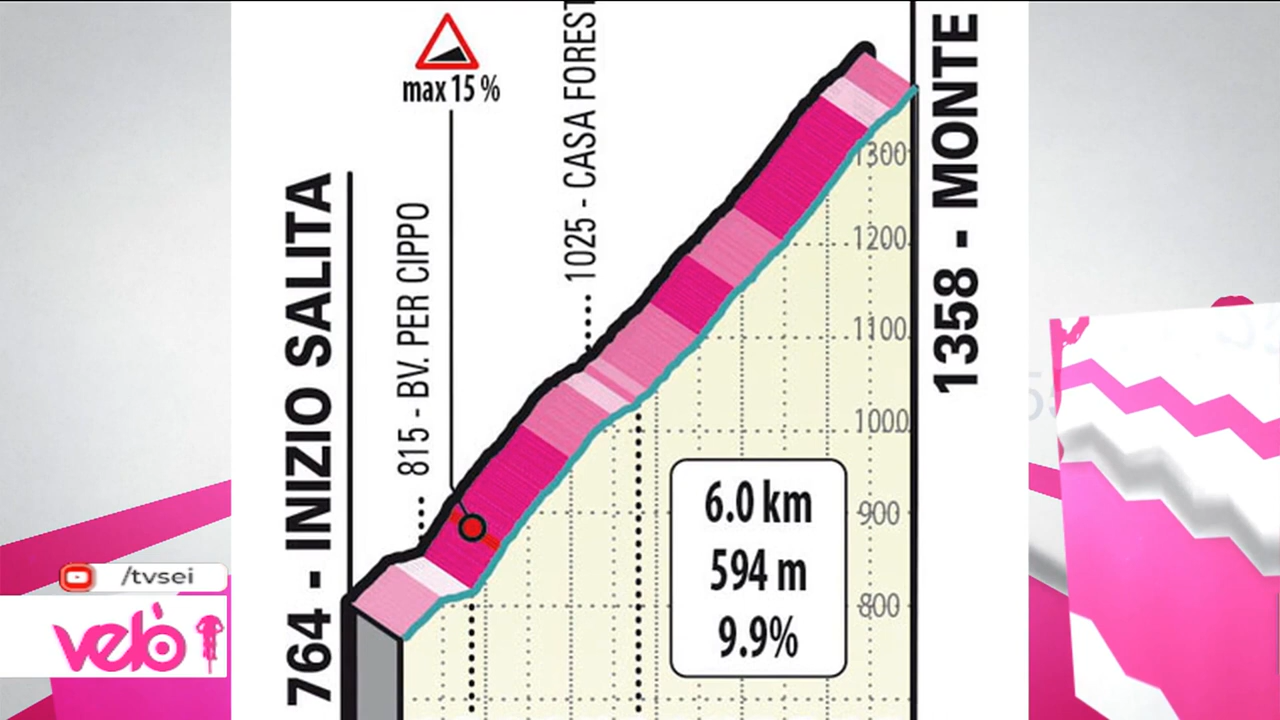 max 15 %
764 - INIZIO SALITA
815 - BV. PER CIPPO
1025 - CASA FOREST
1358 - MONTE
1300
1200
1100
1000
900
800
6.0 km
594 m
9.9%
/tvsei
velò